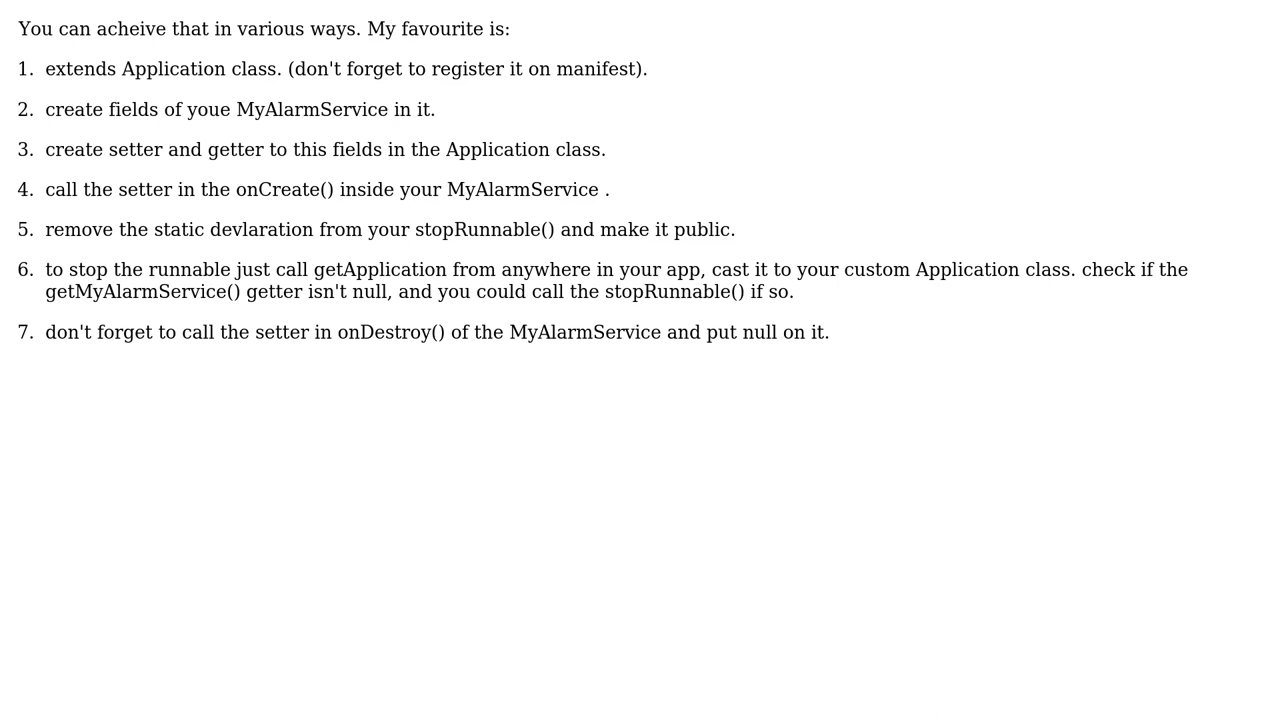 You can acheive that in various ways. My favourite is:
1. extends Application class. (don't forget to register it on manifest).
2. create fields of youe MyAlarmService in it.
3. create setter and getter to this fields in the Application class.
4. call the setter in the onCreate() inside your MyAlarmService .
5. remove the static devlaration from your stopRunnable() and make it public.
6. to stop the runnable just call getApplication from anywhere in your app, cast it to your custom Application class. check if the
getMyAlarmService() getter isn't null, and you could call the stopRunnable() if so.
7. don't forget to call the setter in onDestroy() of the MyAlarmService and put null on it.